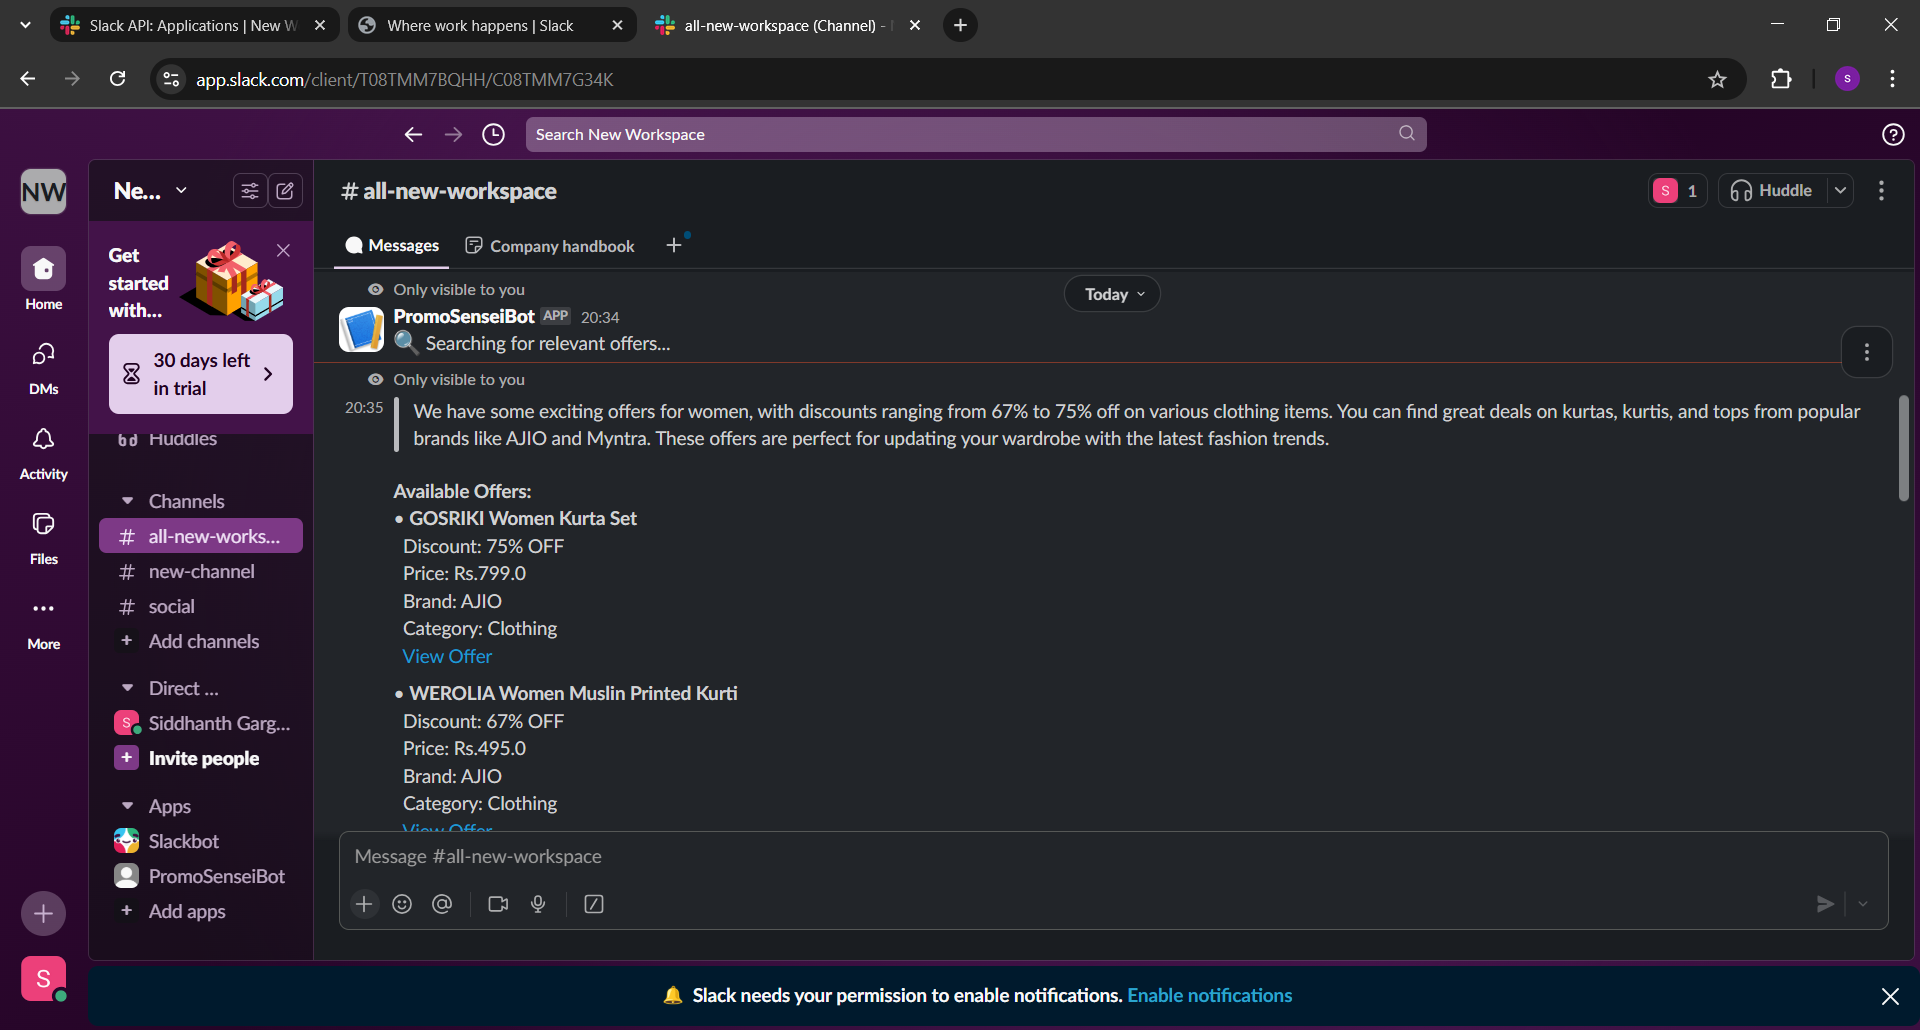 Slack API: Applications | New W
Where work happens | Slack
all-new-workspace (Channel) -
app.slack.com/client/T08TMM7BQHH/C08TMM7G34K
S
Search New Workspace
NW
Home
DMs
Activity
Files
More
S
Ne...
Get
started
with...
30 days left
in trial
Huddles
Channels
# all-new-works...
# new-channel
# social
+ Add channels
Direct ...
S Siddhanth Garg...
+ Invite people
Apps
Slackbot
PromoSenseiBot
+ Add apps
# all-new-workspace
S 1
Huddle
Messages
Company handbook
Today
Only visible to you
PromoSenseiBot APP 20:34
🔍 Searching for relevant offers...
Only visible to you
20:35 We have some exciting offers for women, with discounts ranging from 67% to 75% off on various clothing items. You can find great deals on kurtas, kurtis, and tops from popular
brands like AJIO and Myntra. These offers are perfect for updating your wardrobe with the latest fashion trends.
Available Offers:
• GOSRIKI Women Kurta Set
Discount: 75% OFF
Price: Rs.799.0
Brand: AJIO
Category: Clothing
View Offer
• WEROLIA Women Muslin Printed Kurti
Discount: 67% OFF
Price: Rs.495.0
Brand: AJIO
Category: Clothing
View Offer
Message #all-new-workspace
🔔 Slack needs your permission to enable notifications. Enable notifications